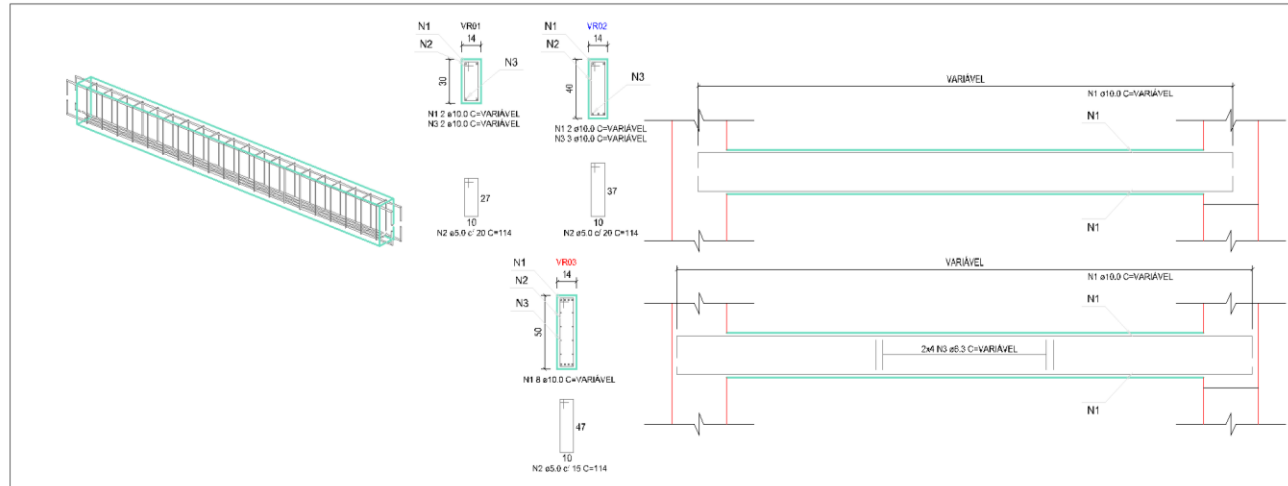 N1
VR01
14
N2
30
N3
N1 2 ø10.0 C=VARIÁVEL
N3 2 ø10.0 C=VARIÁVEL
27
10
N2 ø5.0 c/ 20 C=114
N1
VR02
14
N2
40
N3
N1 2 ø10.0 C=VARIÁVEL
N3 3 ø10.0 C=VARIÁVEL
37
10
N2 ø5.0 c/ 20 C=114
N1
VR03
14
N2
N3
50
N1 8 ø10.0 C=VARIÁVEL
47
10
N2 ø5.0 c/ 15 C=114
VARIÁVEL
N1 ø10.0 C=VARIÁVEL
N1
N1
VARIÁVEL
N1 ø10.0 C=VARIÁVEL
N1
2x4 N3 ø6.3 C=VARIÁVEL
N1